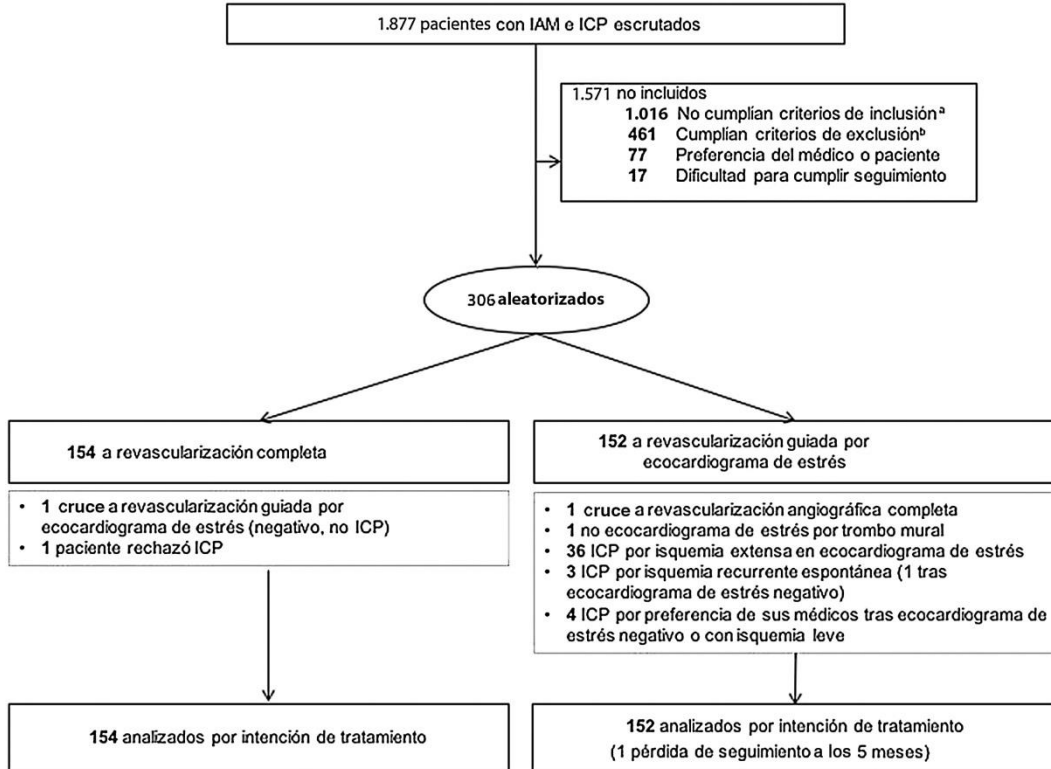 1.877 pacientes con IAM e ICP escrutados
1.571 no incluidos
1.016 No cumplían criterios de inclusiónª
461 Cumplían criterios de exclusiónᵇ
77 Preferencia del médico o paciente
17 Dificultad para cumplir seguimiento
306 aleatorizados
154 a revascularización completa
• 1 cruce a revascularización guiada por
ecocardiograma de estrés (negativo, no ICP)
• 1 paciente rechazó ICP
152 a revascularización guiada por
ecocardiograma de estrés
• 1 cruce a revascularización angiográfica completa
• 1 no ecocardiograma de estrés por trombo mural
• 36 ICP por isquemia extensa en ecocardiograma de estrés
• 3 ICP por isquemia recurrente espontánea (1 tras
ecocardiograma de estrés negativo)
• 4 ICP por preferencia de sus médicos tras ecocardiograma de
estrés negativo o con isquemia leve
154 analizados por intención de tratamiento
152 analizados por intención de tratamiento
(1 pérdida de seguimiento a los 5 meses)